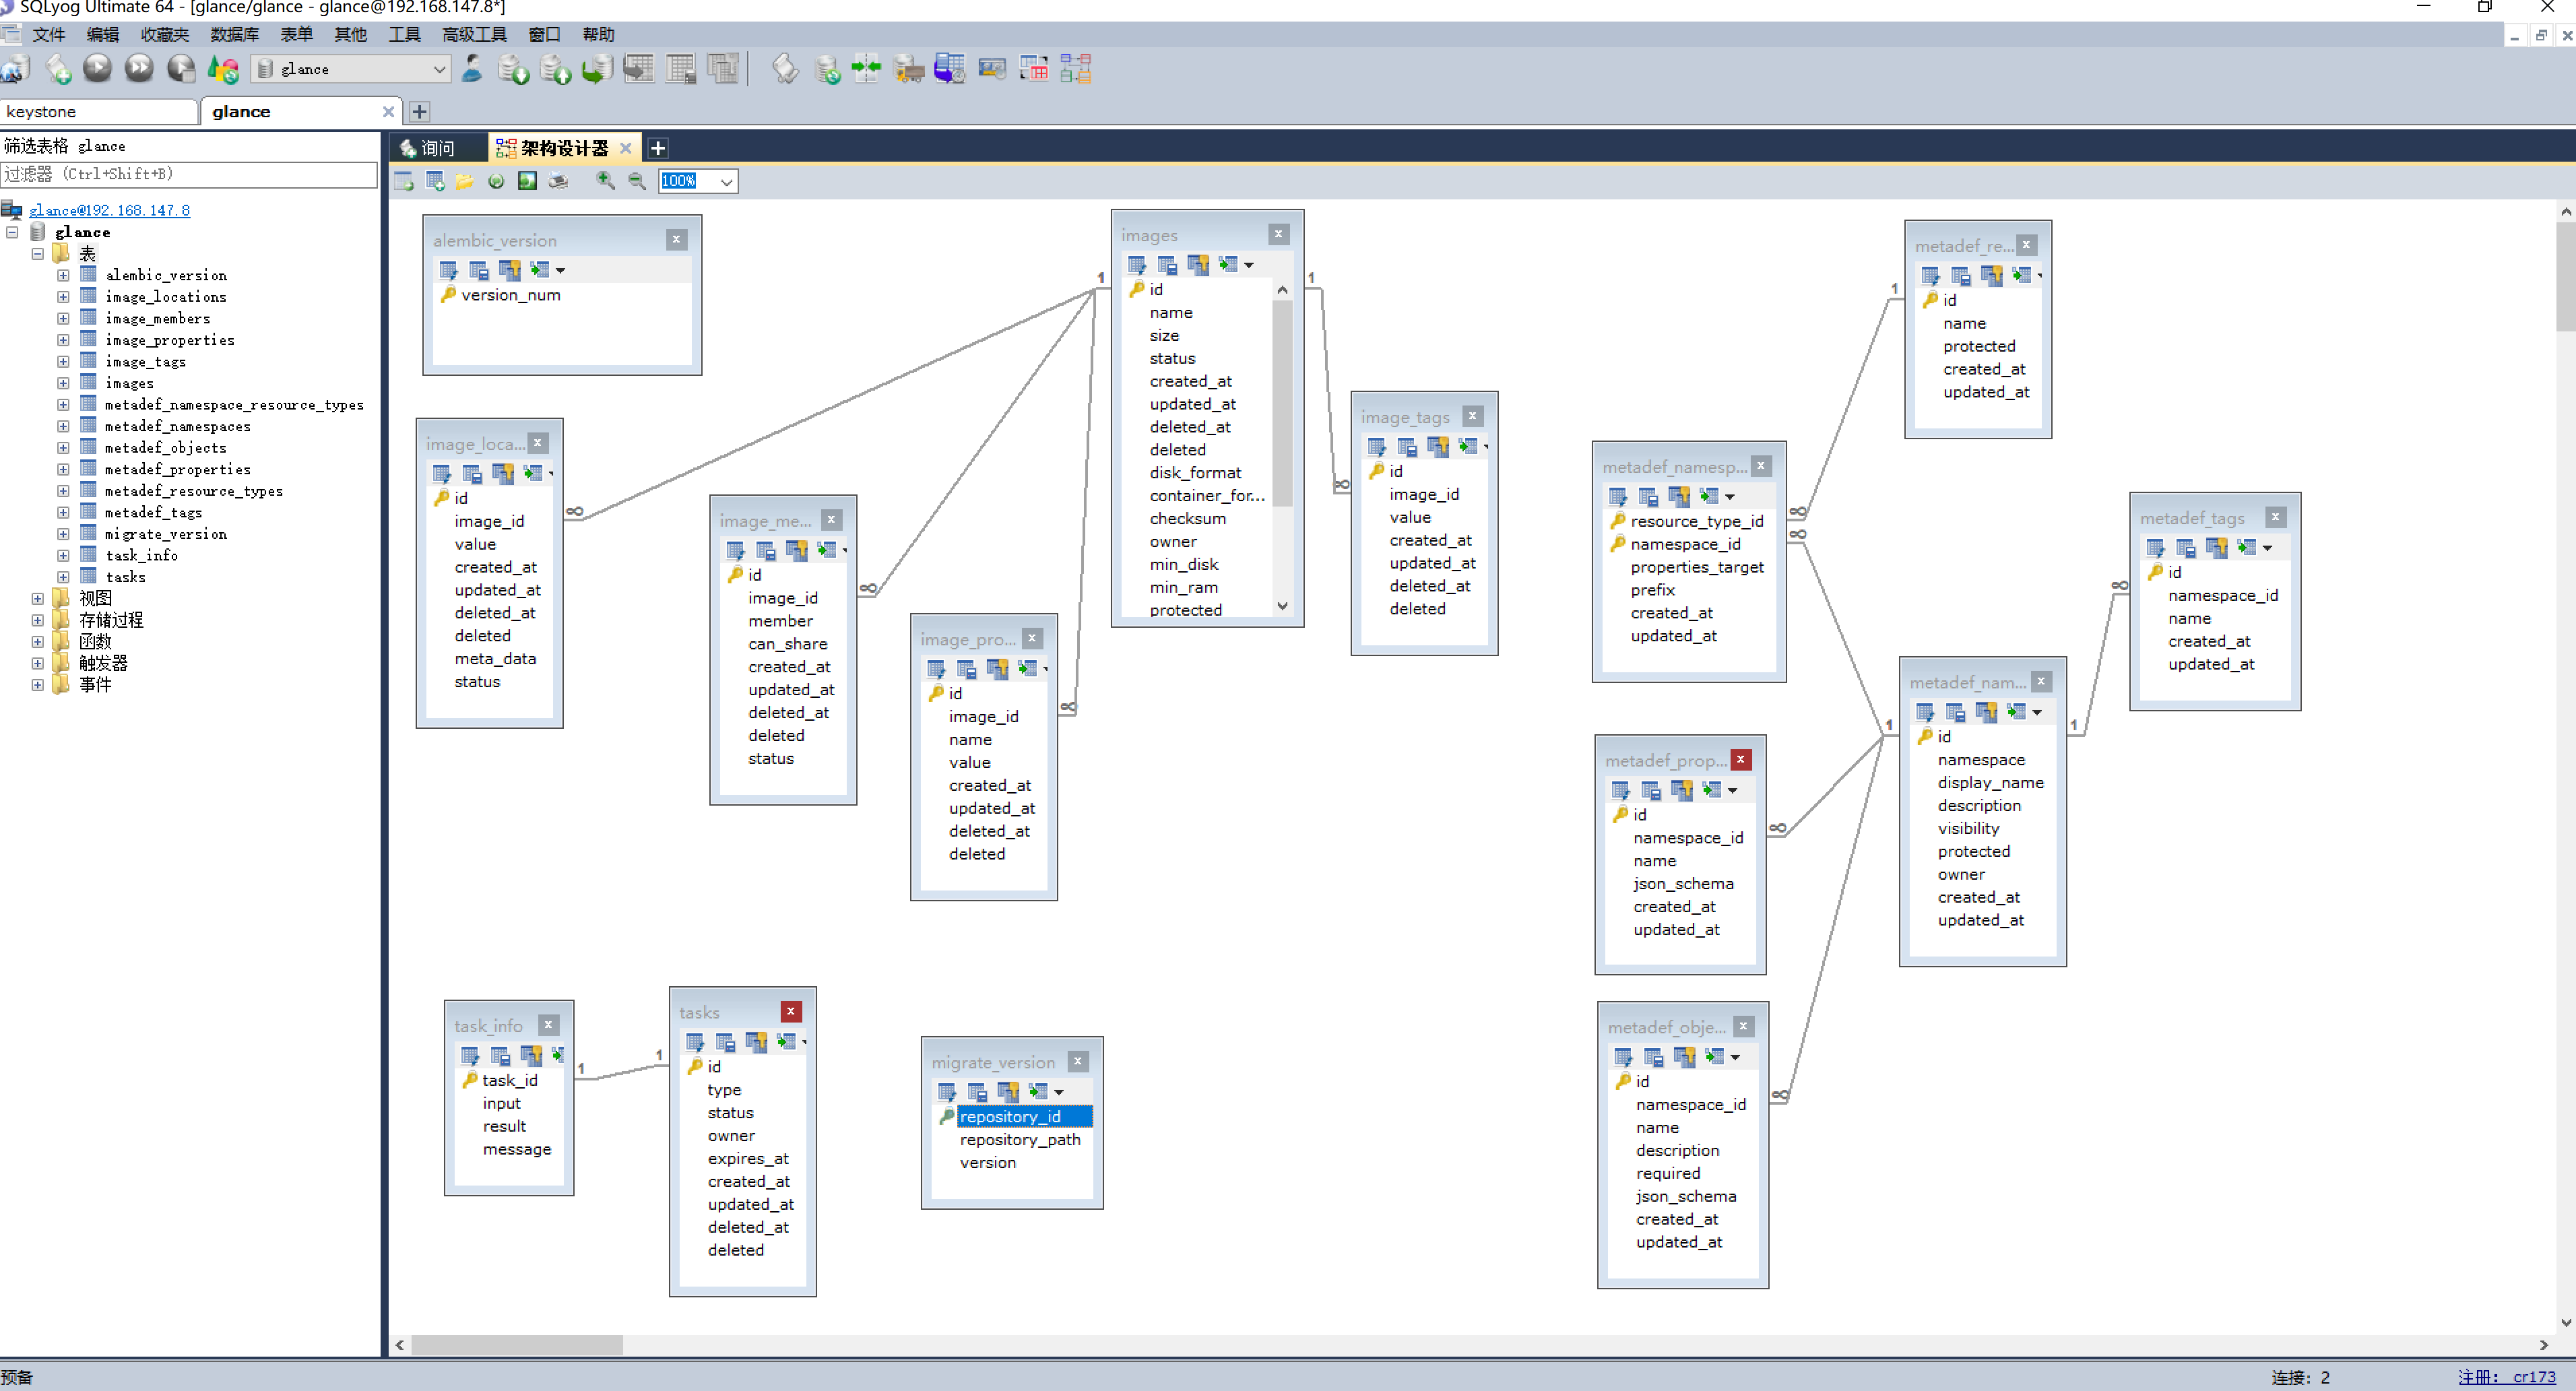 SQLyog Ultimate 64 - [glance/glance - glance@192.168.147.8*]
文件 编辑 收藏夹 数据库 表单 其他 工具 高级工具 窗口 帮助
glance
keystone
glance
筛选表格 glance
过滤器 (Ctrl+Shift+B)
glance@192.168.147.8
glance
表
alembic_version
image_locations
image_members
image_properties
image_tags
images
metadef_namespace_resource_types
metadef_namespaces
metadef_objects
metadef_properties
metadef_resource_types
metadef_tags
migrate_version
task_info
tasks
视图
存储过程
函数
触发器
事件
询问
架构设计器
100%
alembic_version
version_num
image_loca...
id
image_id
value
created_at
updated_at
deleted_at
deleted
meta_data
status
∞
image_me...
id
image_id
member
can_share
created_at
updated_at
deleted_at
deleted
status
∞
image_pro...
id
image_id
name
value
created_at
updated_at
deleted_at
deleted
∞
1
images
id
name
size
status
created_at
updated_at
deleted_at
deleted
disk_format
container_for...
checksum
owner
min_disk
min_ram
protected
1
∞
image_tags
id
image_id
value
created_at
updated_at
deleted_at
deleted
1
metadef_re...
id
name
protected
created_at
updated_at
metadef_namesp...
resource_type_id
namespace_id
properties_target
prefix
created_at
updated_at
∞
∞
metadef_tags
id
namespace_id
name
created_at
updated_at
∞
1
metadef_nam...
id
namespace
display_name
description
visibility
protected
owner
created_at
updated_at
1
metadef_prop...
id
namespace_id
name
json_schema
created_at
updated_at
∞
metadef_obje...
id
namespace_id
name
description
required
json_schema
created_at
updated_at
∞
task_info
task_id
input
result
message
1
1
tasks
id
type
status
owner
expires_at
created_at
updated_at
deleted_at
deleted
migrate_version
repository_id
repository_path
version
预备
连接: 2
注册: cr173